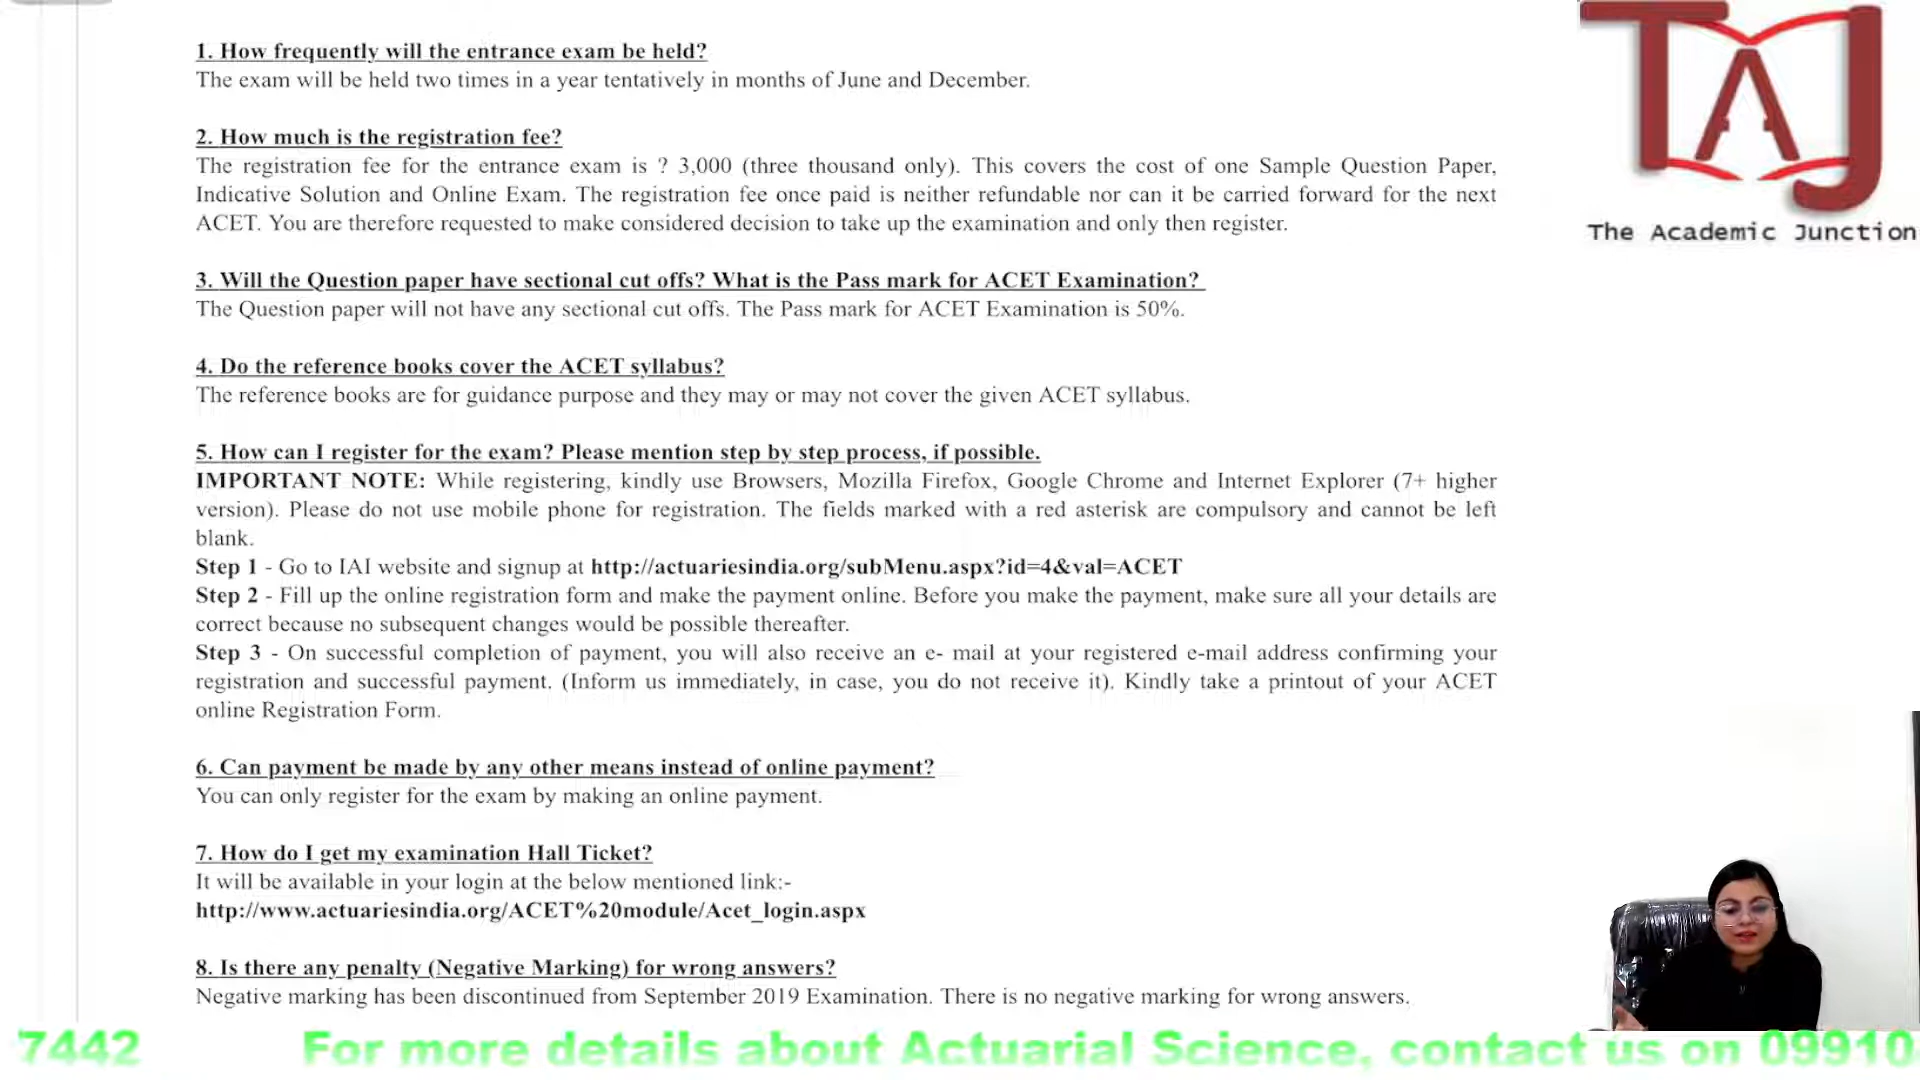 1. How frequently will the entrance exam be held?
The exam will be held two times in a year tentatively in months of June and December.
2. How much is the registration fee?
The registration fee for the entrance exam is ? 3,000 (three thousand only). This covers the cost of one Sample Question Paper,
Indicative Solution and Online Exam. The registration fee once paid is neither refundable nor can it be carried forward for the next
ACET. You are therefore requested to make considered decision to take up the examination and only then register.
3. Will the Question paper have sectional cut offs? What is the Pass mark for ACET Examination?
The Question paper will not have any sectional cut offs. The Pass mark for ACET Examination is 50%.
4. Do the reference books cover the ACET syllabus?
The reference books are for guidance purpose and they may or may not cover the given ACET syllabus.
5. How can I register for the exam? Please mention step by step process, if possible.
IMPORTANT NOTE: While registering, kindly use Browsers, Mozilla Firefox, Google Chrome and Internet Explorer (7+ higher
version). Please do not use mobile phone for registration. The fields marked with a red asterisk are compulsory and cannot be left
blank.
Step 1 - Go to IAI website and signup at http://actuariesindia.org/subMenu.aspx?id=4&val=ACET
Step 2 - Fill up the online registration form and make the payment online. Before you make the payment, make sure all your details are
correct because no subsequent changes would be possible thereafter.
Step 3 - On successful completion of payment, you will also receive an e- mail at your registered e-mail address confirming your
registration and successful payment. (Inform us immediately, in case, you do not receive it). Kindly take a printout of your ACET
online Registration Form.
6. Can payment be made by any other means instead of online payment?
You can only register for the exam by making an online payment.
7. How do I get my examination Hall Ticket?
It will be available in your login at the below mentioned link:-
http://www.actuariesindia.org/ACET%20module/Acet_login.aspx
8. Is there any penalty (Negative Marking) for wrong answers?
Negative marking has been discontinued from September 2019 Examination. There is no negative marking for wrong answers.
TAJ
The Academic Junction
7442 For more details about Actuarial Science, contact us on 09910